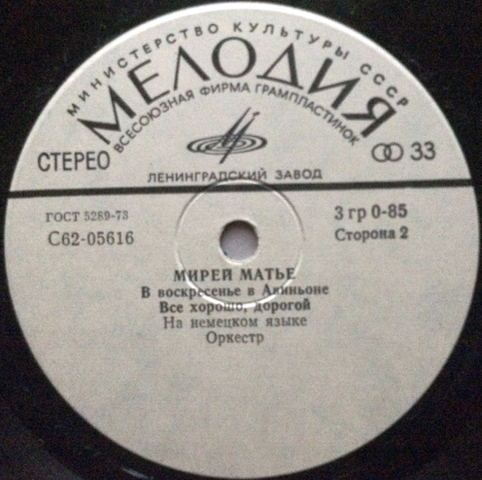 МИНИСТЕРСТВО КУЛЬТУРЫ СССР
МЕЛОДИЯ
ВСЕСОЮЗНАЯ ФИРМА ГРАМПЛАСТИНОК
СТЕРЕО
33
ЛЕНИНГРАДСКИЙ ЗАВОД
ГОСТ 5289-73
3 гр 0-85
С62-05616
Сторона 2
МИРЕЙ МАТЬЕ
В воскресенье в Авиньоне
Все хорошо, дорогой
На немецком языке
Оркестр